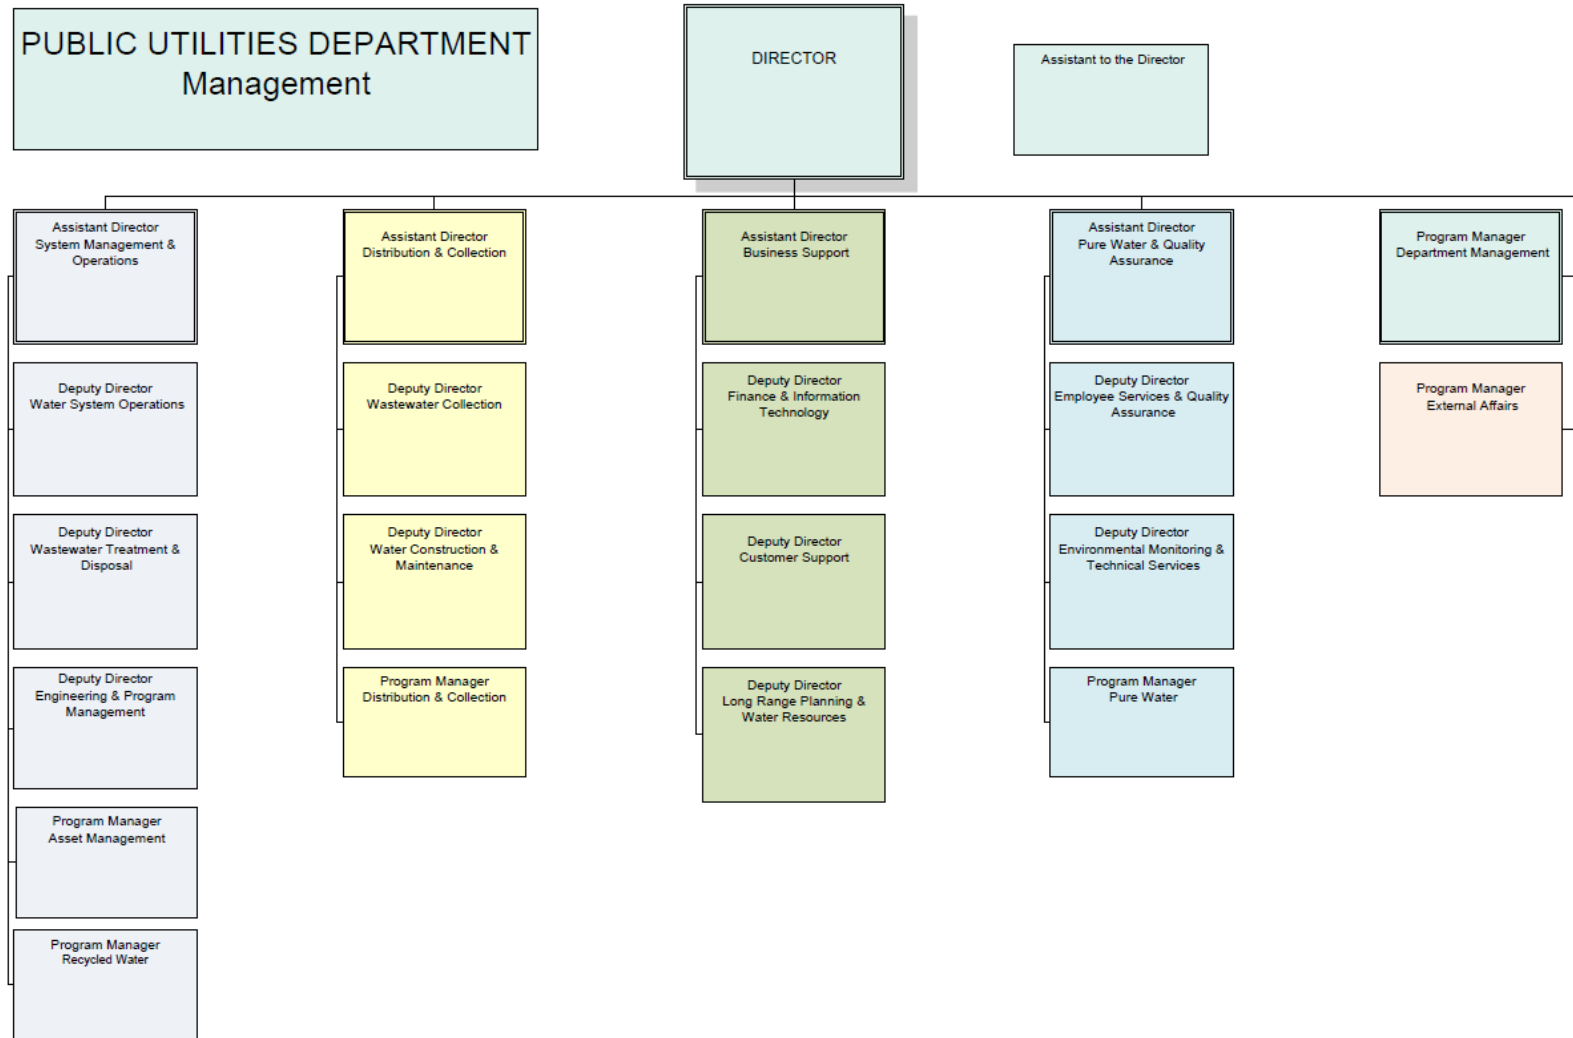 PUBLIC UTILITIES DEPARTMENT
Management
DIRECTOR
Assistant to the Director
Assistant Director
System Management &
Operations
Deputy Director
Water System Operations
Deputy Director
Wastewater Treatment &
Disposal
Deputy Director
Engineering & Program
Management
Program Manager
Asset Management
Program Manager
Recycled Water
Assistant Director
Distribution & Collection
Deputy Director
Wastewater Collection
Deputy Director
Water Construction &
Maintenance
Program Manager
Distribution & Collection
Assistant Director
Business Support
Deputy Director
Finance & Information
Technology
Deputy Director
Customer Support
Deputy Director
Long Range Planning &
Water Resources
Assistant Director
Pure Water & Quality
Assurance
Deputy Director
Employee Services & Quality
Assurance
Deputy Director
Environmental Monitoring &
Technical Services
Program Manager
Pure Water
Program Manager
Department Management
Program Manager
External Affairs